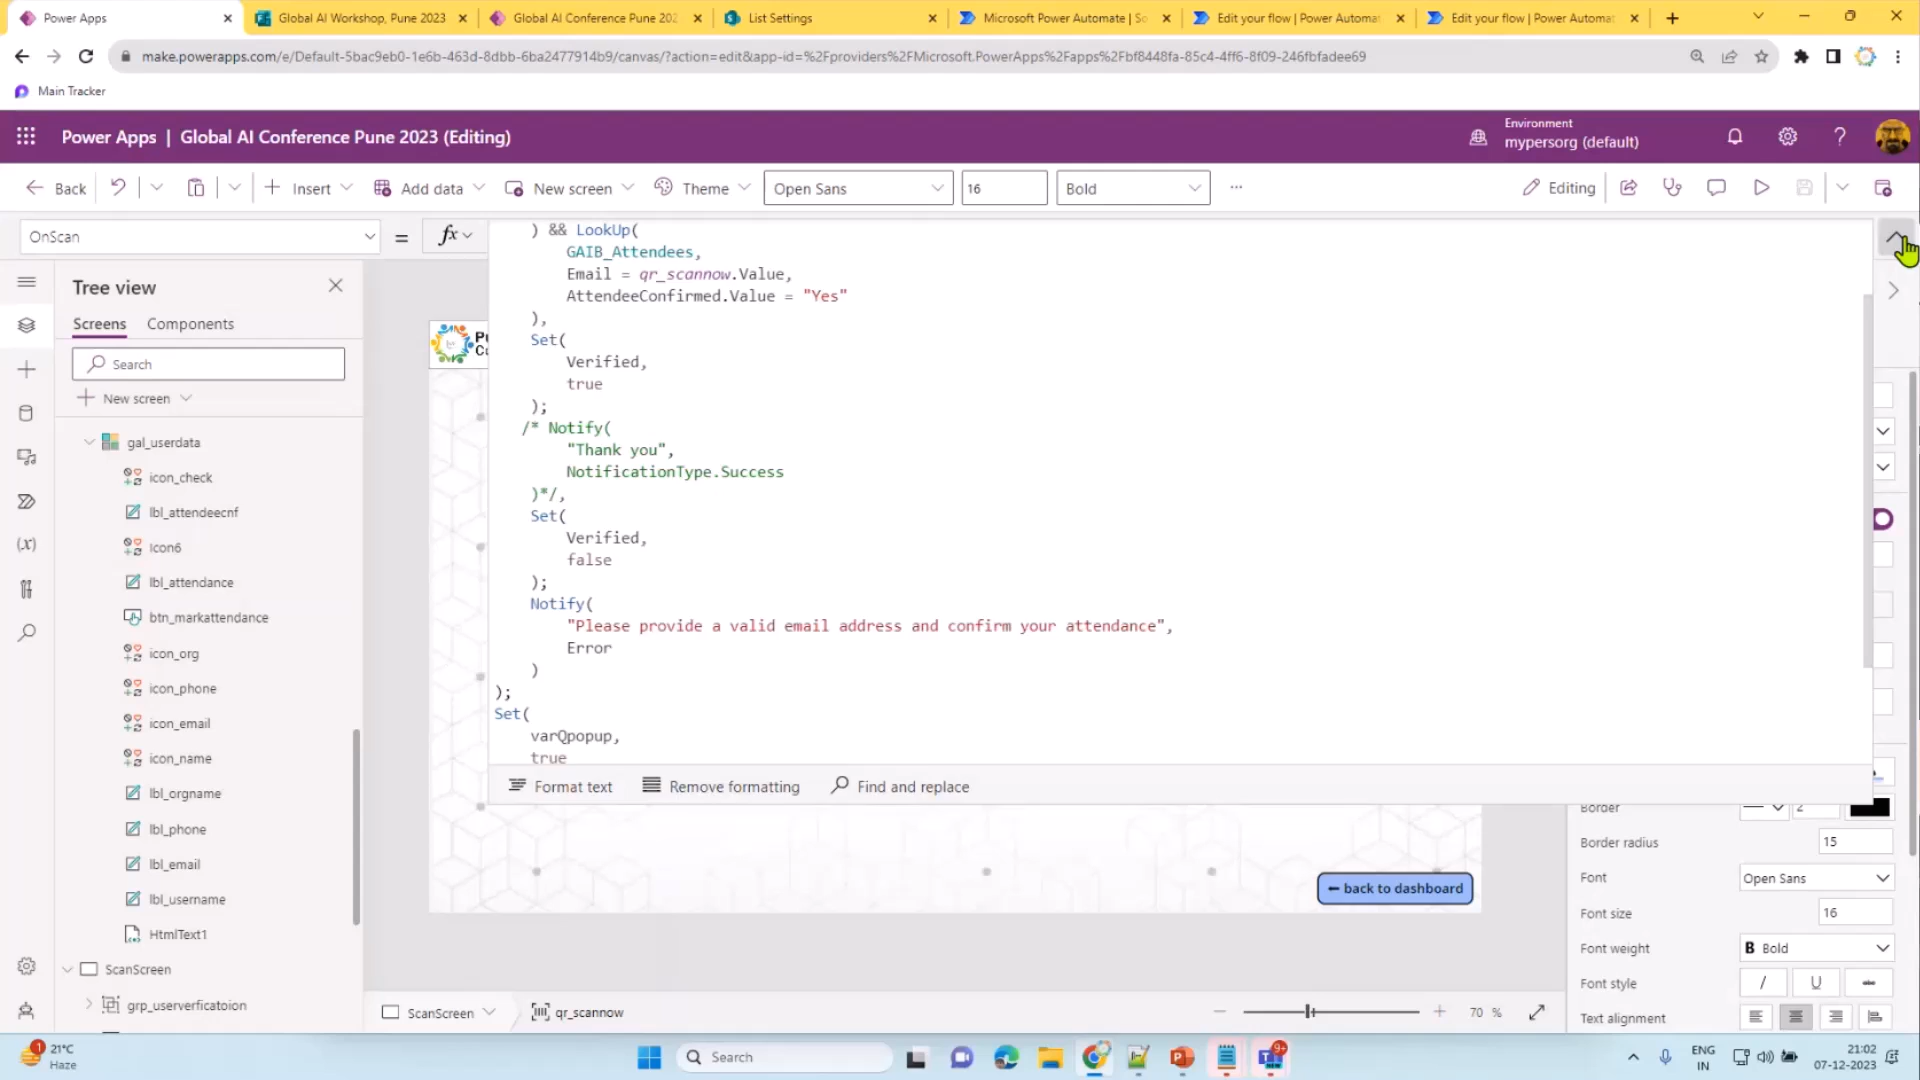 Power Apps
Global AI Workshop, Pune 2023
Global AI Conference Pune 202
List Settings
Microsoft Power Automate | So
Edit your flow | Power Automat
Edit your flow | Power Automat
make.powerapps.com/e/Default-5bac9eb0-1e6b-463d-8dbb-6ba2477914b9/canvas/?action=edit&app-id=%2Fproviders%2FMicrosoft.PowerApps%2Fapps%2Fbf8448fa-85c4-4ff6-8f09-246fbfadee69
Main Tracker
Power Apps | Global AI Conference Pune 2023 (Editing)
Environment
mypersorg (default)
Back
Insert
Add data
New screen
Theme
Open Sans
16
Bold
Editing
OnScan
=
fx
) && LookUp(
GAIB_Attendees,
Email = qr_scannow.Value,
AttendeeConfirmed.Value = "Yes"
),
Set(
Verified,
true
);
/* Notify(
"Thank you",
NotificationType.Success
)*/,
Set(
Verified,
false
);
Notify(
"Please provide a valid email address and confirm your attendance",
Error
)
);
Set(
varQpopup,
true
Format text
Remove formatting
Find and replace
Tree view
Screens
Components
Search
New screen
gal_userdata
icon_check
lbl_attendeecnf
Icon6
lbl_attendance
btn_markattendance
icon_org
icon_phone
icon_email
icon_name
lbl_orgname
lbl_phone
lbl_email
lbl_username
HtmlText1
ScanScreen
grp_userverficatoion
back to dashboard
Border
2
Border radius
15
Font
Open Sans
Font size
16
Font weight
B Bold
Font style
Text alignment
ScanScreen
qr_scannow
70 %
1
21°C
Haze
Search
9+
ENG
IN
21:02
07-12-2023